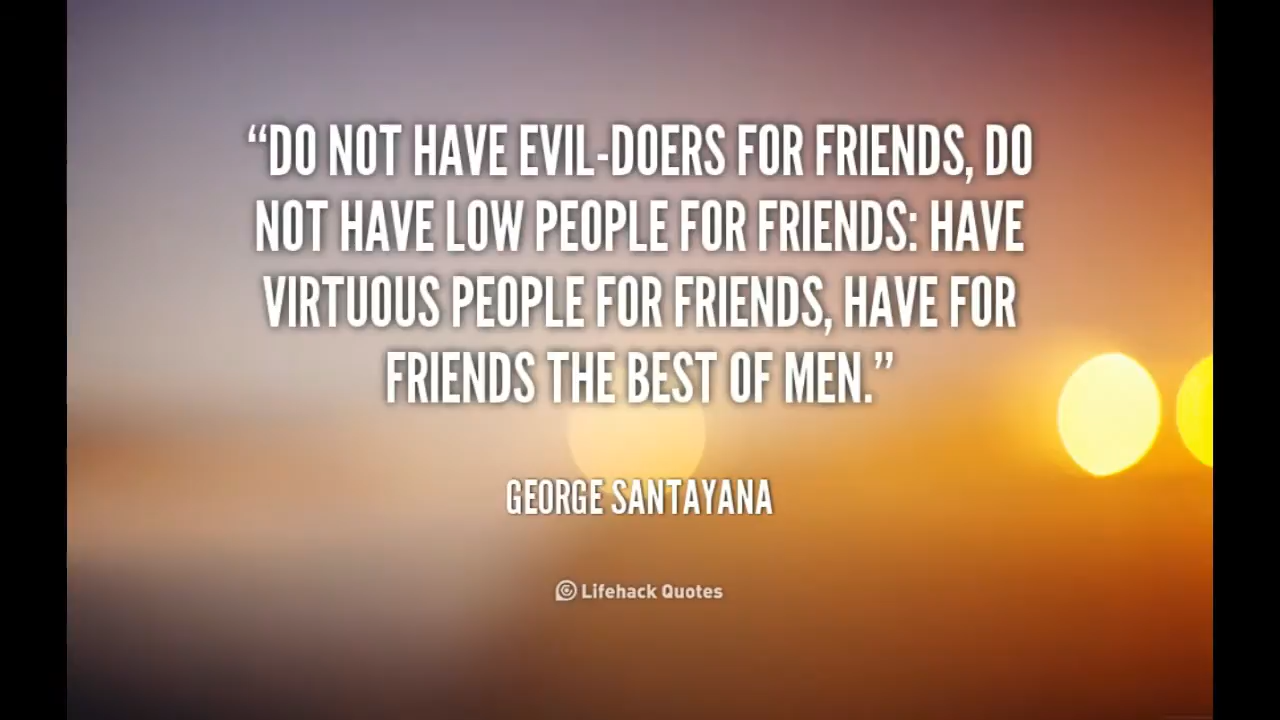 “DO NOT HAVE EVIL-DOERS FOR FRIENDS, DO
NOT HAVE LOW PEOPLE FOR FRIENDS: HAVE
VIRTUOUS PEOPLE FOR FRIENDS, HAVE FOR
FRIENDS THE BEST OF MEN.”
GEORGE SANTAYANA
Lifehack Quotes